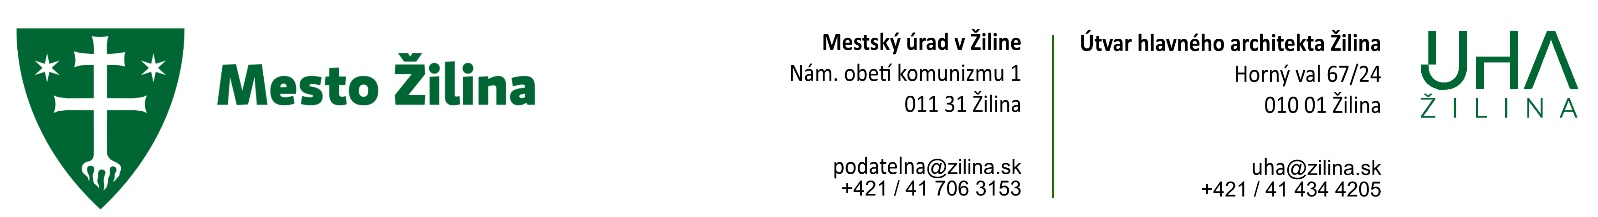 Mesto Žilina
Mestský úrad v Žiline
Nám. obetí komunizmu 1
011 31 Žilina
podatelna@zilina.sk
+421 / 41 706 3153
Útvar hlavného architekta Žilina
Horný val 67/24
010 01 Žilina
uha@zilina.sk
+421 / 41 434 4205
UHA
ŽILINA